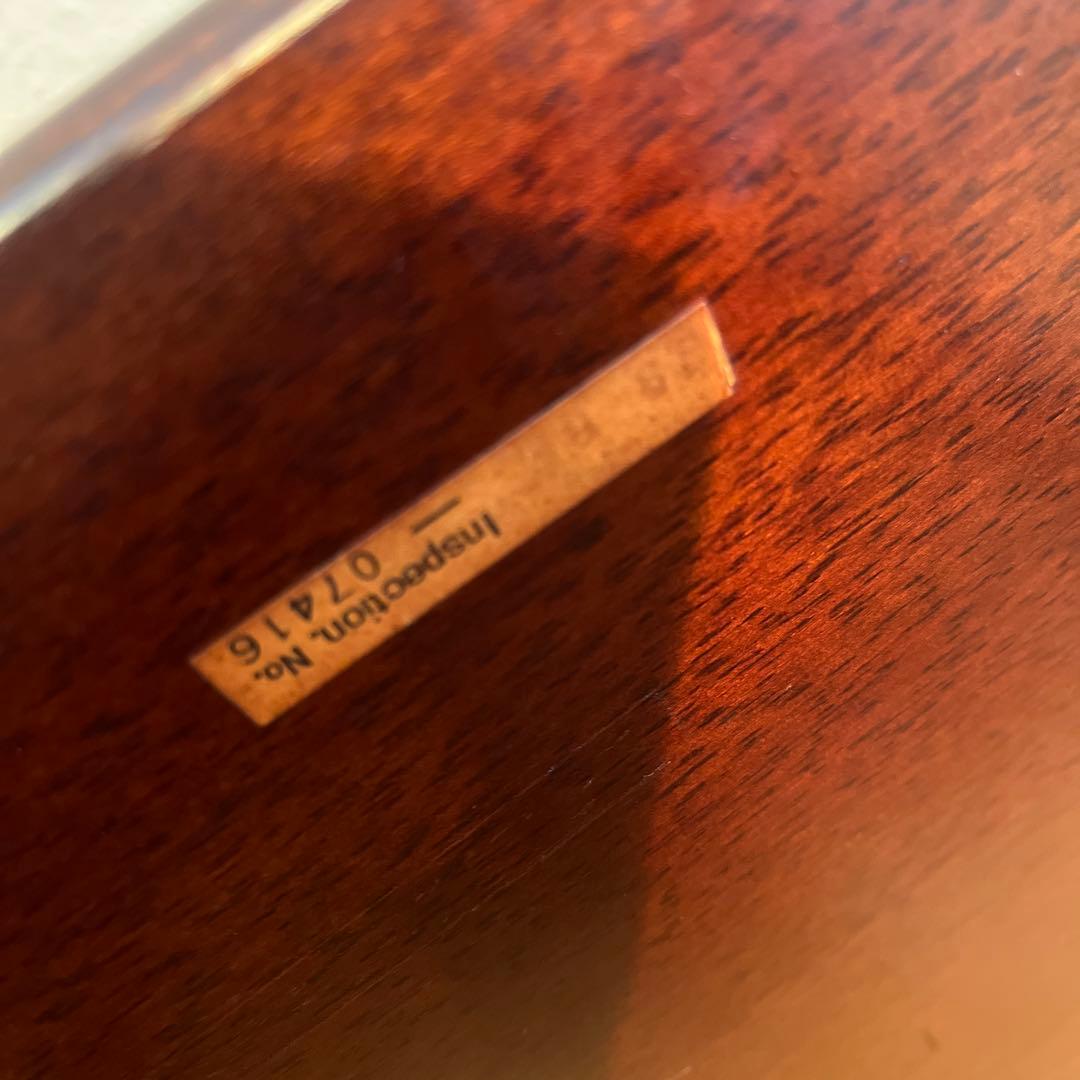 Inspection. No.
— 07416